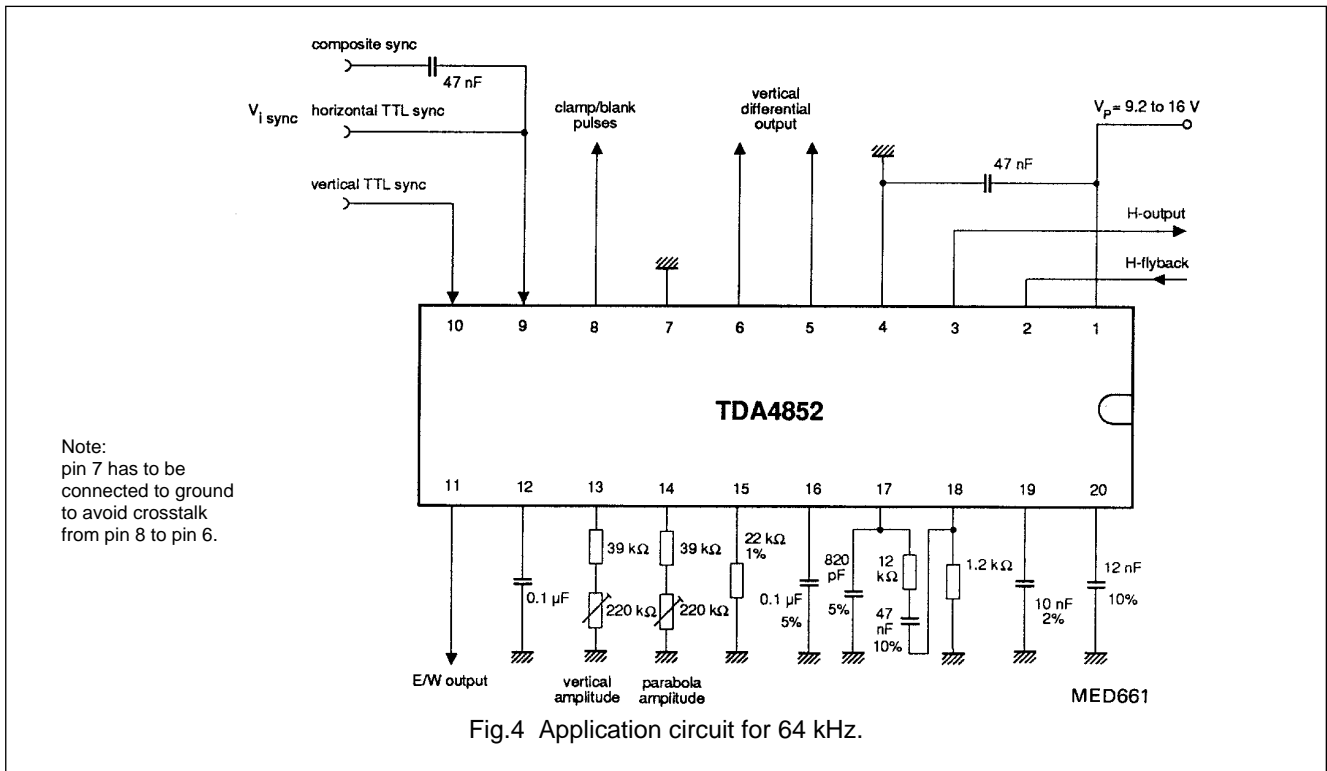 composite sync
47 nF
V i sync
horizontal TTL sync
vertical TTL sync
clamp/blank
pulses
vertical
differential
output
VP = 9.2 to 16 V
47 nF
H-output
H-flyback
10 9 8 7 6 5 4 3 2 1
TDA4852
Note:
pin 7 has to be
connected to ground
to avoid crosstalk
from pin 8 to pin 6.
11 12 13 14 15 16 17 18 19 20
0.1 µF
39 kΩ
220 kΩ
39 kΩ
220 kΩ
22 kΩ
1%
0.1 µF
5%
820
pF
5%
12
kΩ
47
nF
10%
1.2 kΩ
10 nF
2%
12 nF
10%
E/W output
vertical
amplitude
parabola
amplitude
MED661
Fig.4 Application circuit for 64 kHz.